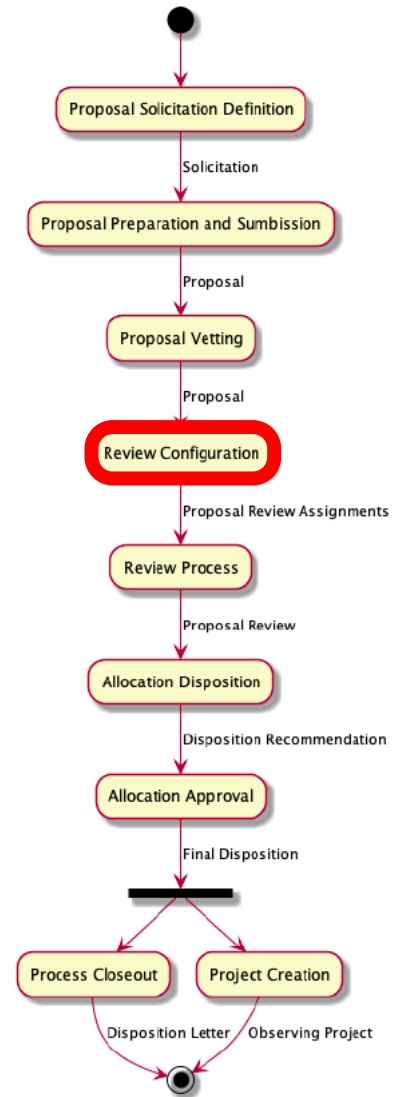 Proposal Solicitation Definition
Solicitation
Proposal Preparation and Sumbission
Proposal
Proposal Vetting
Proposal
Review Configuration
Proposal Review Assignments
Review Process
Proposal Review
Allocation Disposition
Disposition Recommendation
Allocation Approval
Final Disposition
Process Closeout
Project Creation
Disposition Letter
Observing Project